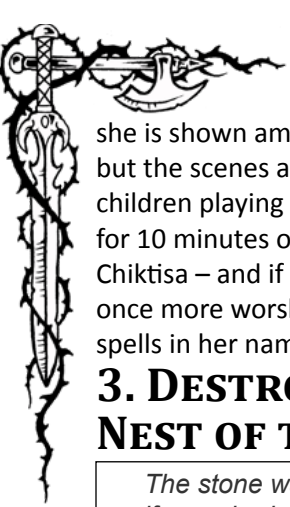 she is shown am
but the scenes a
children playing
for 10 minutes o
Chiktisa – and if
once more worsh
spells in her nam
3. DESTRO
NEST OF T
The stone w